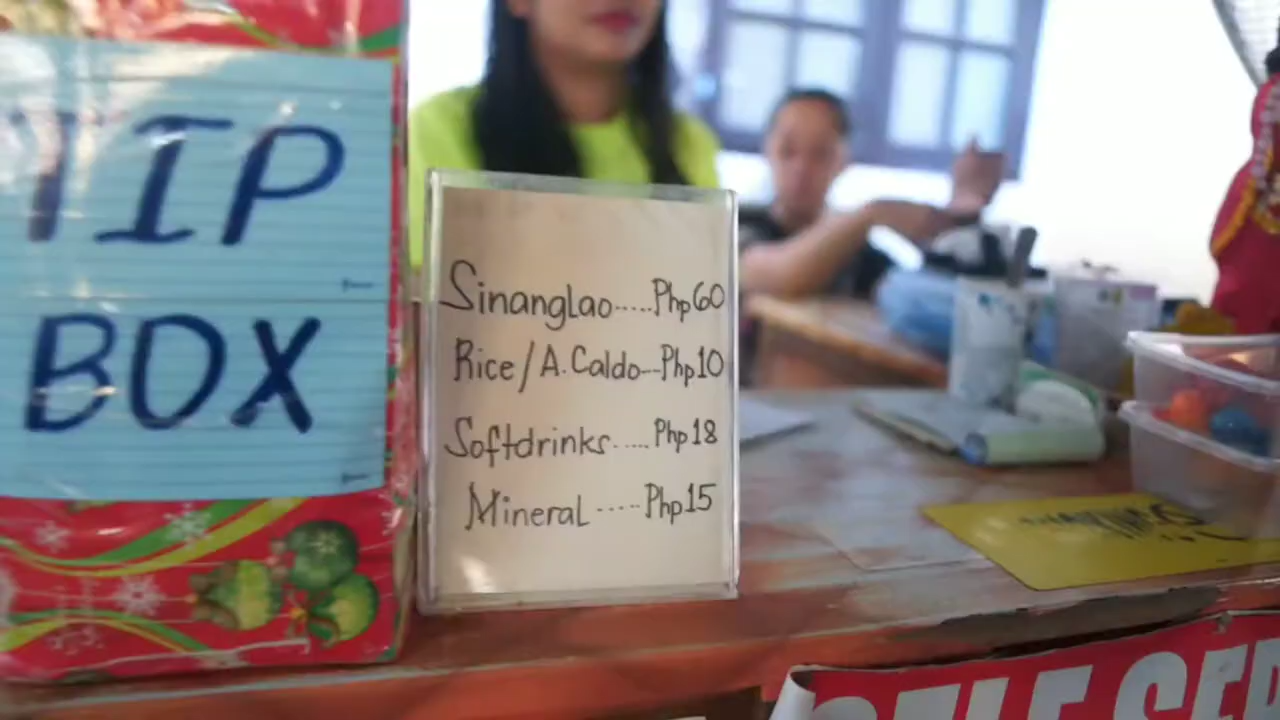 TIP
BOX
Sinanglao.....Php60
Rice/A.Caldo--Php10
Softdrinks.....Php18
Mineral.....Php15